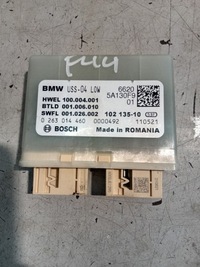 F44
BMW USS-04 LOW 6620
5A130F9
HWEL 100.004.001 01
BTLD 001.006.010
SWFL 001.026.002 102 135-10
BOSCH Made in ROMANIA
0 263 014 460 0000492 110521